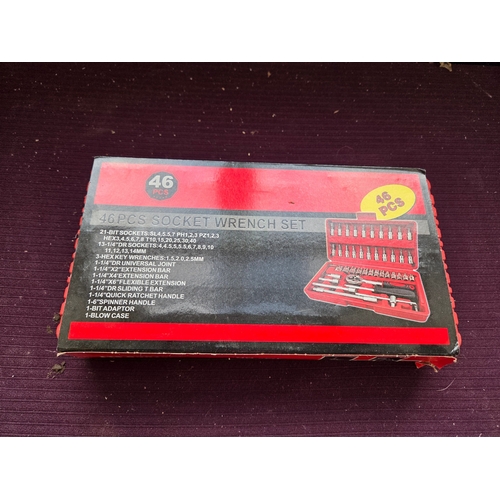 46
PCS
46
PCS
46PCS SOCKET WRENCH SET
21-BIT SOCKETS:SL4,5.5,7 PH1,2,3 PZ1,2,3
HEX3,4,5,6,7,8 T10,15,20,25,30,40
13-1/4"DR SOCKETS:4,4.5,5,5.5,6,7,8,9,10
11,12,13,14MM
3-HEX KEY WRENCHES:1.5,2.0,2.5MM
1-1/4"DR UNIVERSAL JOINT
1-1/4"X2"EXTENSION BAR
1-1/4"X4"EXTENSION BAR
1-1/4"X6"FLEXIBLE EXTENSION
1-1/4"DR SLIDING T BAR
1-1/4"QUICK RATCHET HANDLE
1-6"SPINNER HANDLE
1-BIT ADAPTOR
1-BLOW CASE